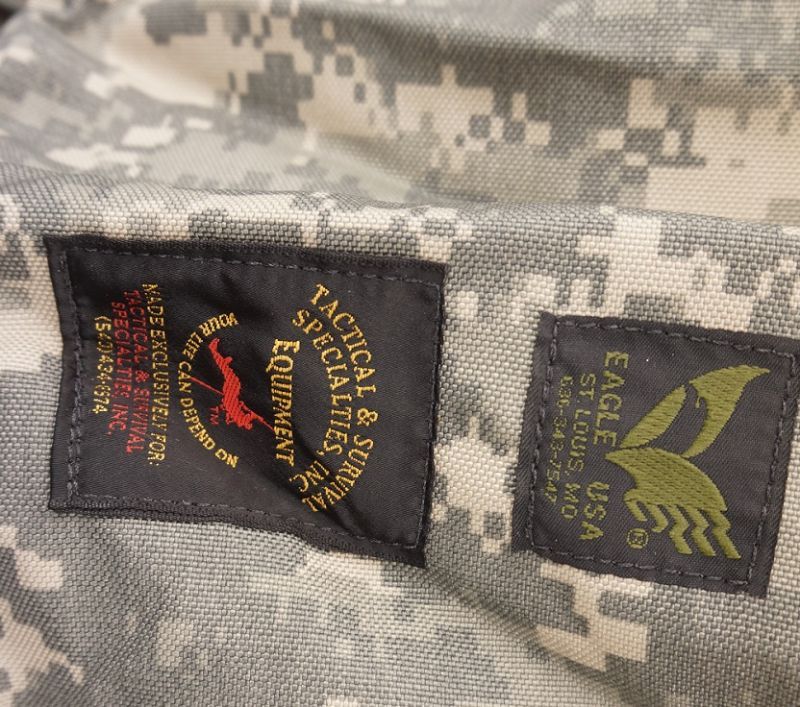 TACTICAL & SURVIVAL
SPECIALTIES, INC
EQUIPMENT
TM
YOUR LIFE CAN DEPEND ON
MADE EXCLUSIVELY FOR:
TACTICAL & SURVIVAL
SPECIALTIES INC.
(540)434-8974
®
EAGLE USA
ST LOUIS MO
636-343-7547